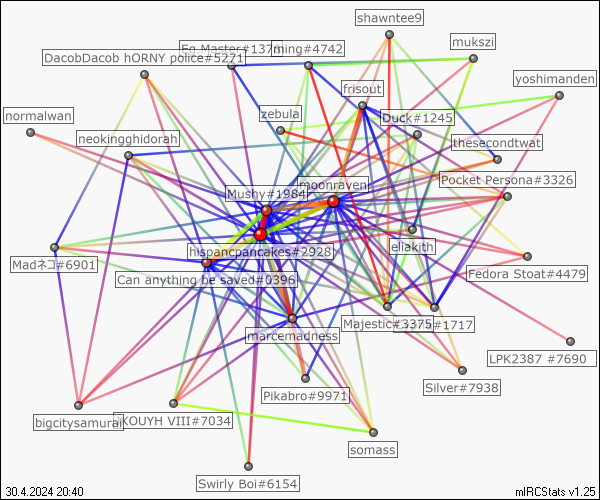 shawntee9
mukszi
Eg.Master#137
ming#4742
DacobDacob hORNY police#5271
yoshimanden
frisout
zebula
normalwan
Duck#1245
neokingghidorah
thesecondtwat
Pocket Persona#3326
moonraven
Mushy#1984
eliakith
hispancpancakes#2928
Madネコ#6901
Fedora Stoat#4479
Can anything be saved#0396
Majestic#3375
#1717
marcemadness
LPK2387 #7690
Silver#7938
Pikabro#9971
bigcitysamurai
KOUYH VIII#7034
somass
Swirly Boi#6154
30.4.2024 20:40
mIRCStats v1.25